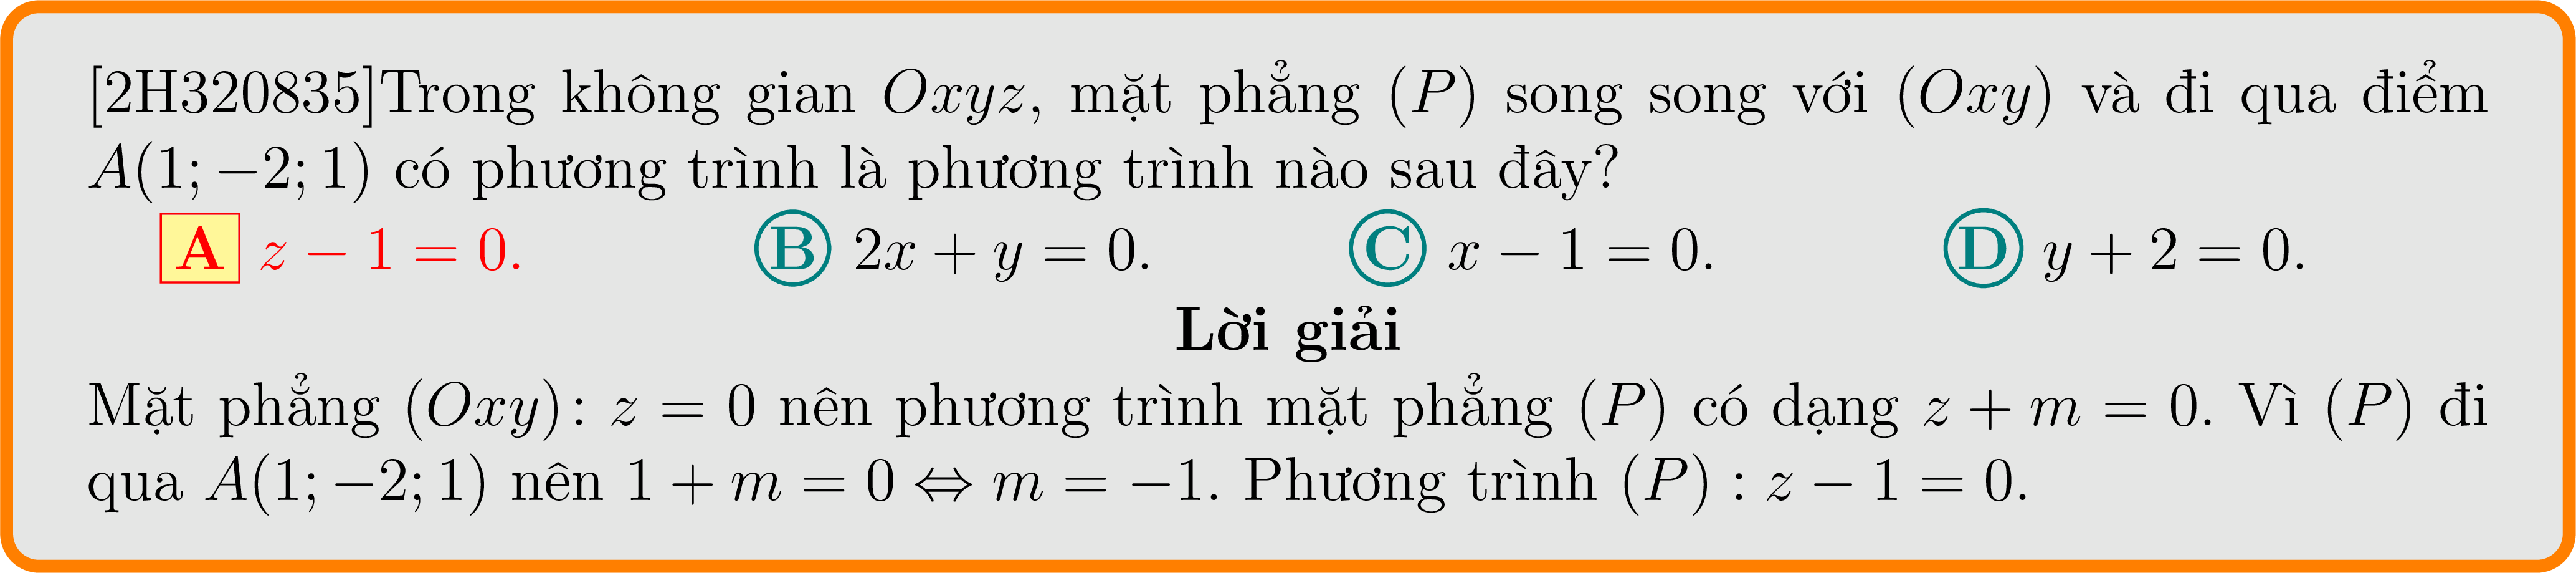 [2H320835]Trong không gian Oxyz, mặt phẳng (P) song song với (Oxy) và đi qua điểm
A(1; −2; 1) có phương trình là phương trình nào sau đây?
A z − 1 = 0. B 2x + y = 0. C x − 1 = 0. D y + 2 = 0.
Lời giải
Mặt phẳng (Oxy): z = 0 nên phương trình mặt phẳng (P) có dạng z + m = 0. Vì (P) đi
qua A(1; −2; 1) nên 1 + m = 0 ⇔ m = −1. Phương trình (P) : z − 1 = 0.